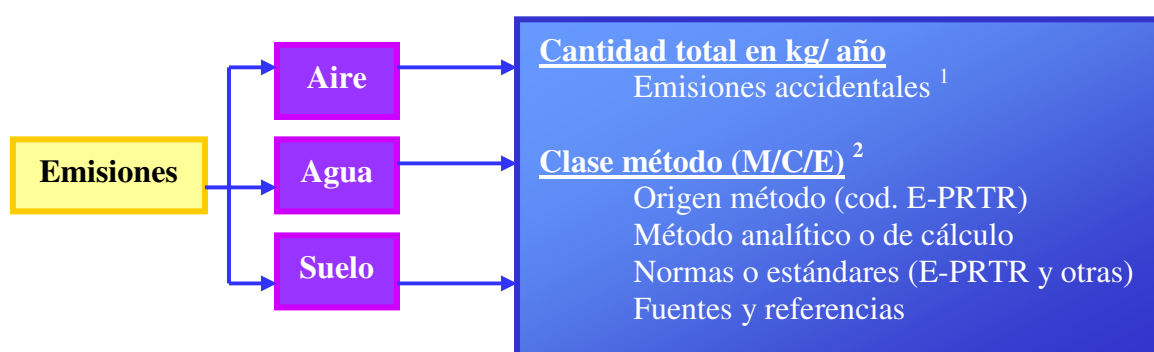 Emisiones
Aire
Agua
Suelo
Cantidad total en kg/ año
Emisiones accidentales 1
Clase método (M/C/E) 2
Origen método (cod. E-PRTR)
Método analítico o de cálculo
Normas o estándares (E-PRTR y otras)
Fuentes y referencias